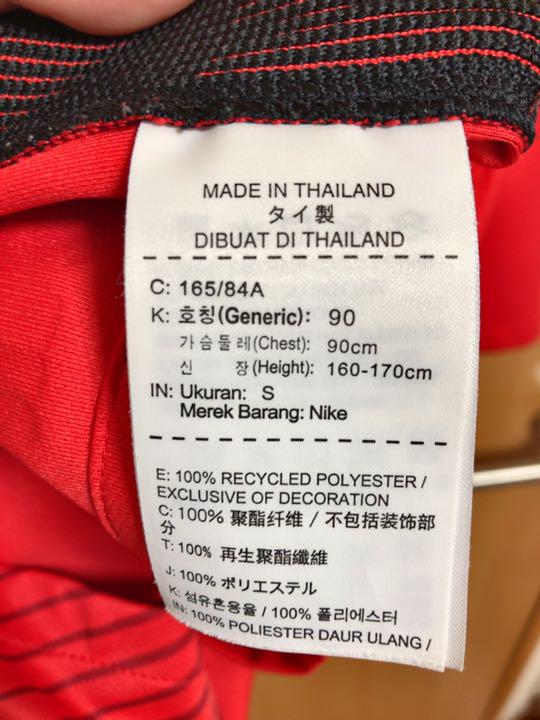 MADE IN THAILAND
タイ製
DIBUAT DI THAILAND
C: 165/84A
K: 호칭(Generic): 90
가슴둘레(Chest): 90cm
신 장(Height): 160-170cm
IN: Ukuran: S
Merek Barang: Nike
E: 100% RECYCLED POLYESTER /
EXCLUSIVE OF DECORATION
C: 100% 聚酯纤维 / 不包括装饰部
分
T: 100% 再生聚酯纖維
J: 100% ポリエステル
K: 섬유혼용율 / 100% 폴리에스터
IN: 100% POLIESTER DAUR ULANG /